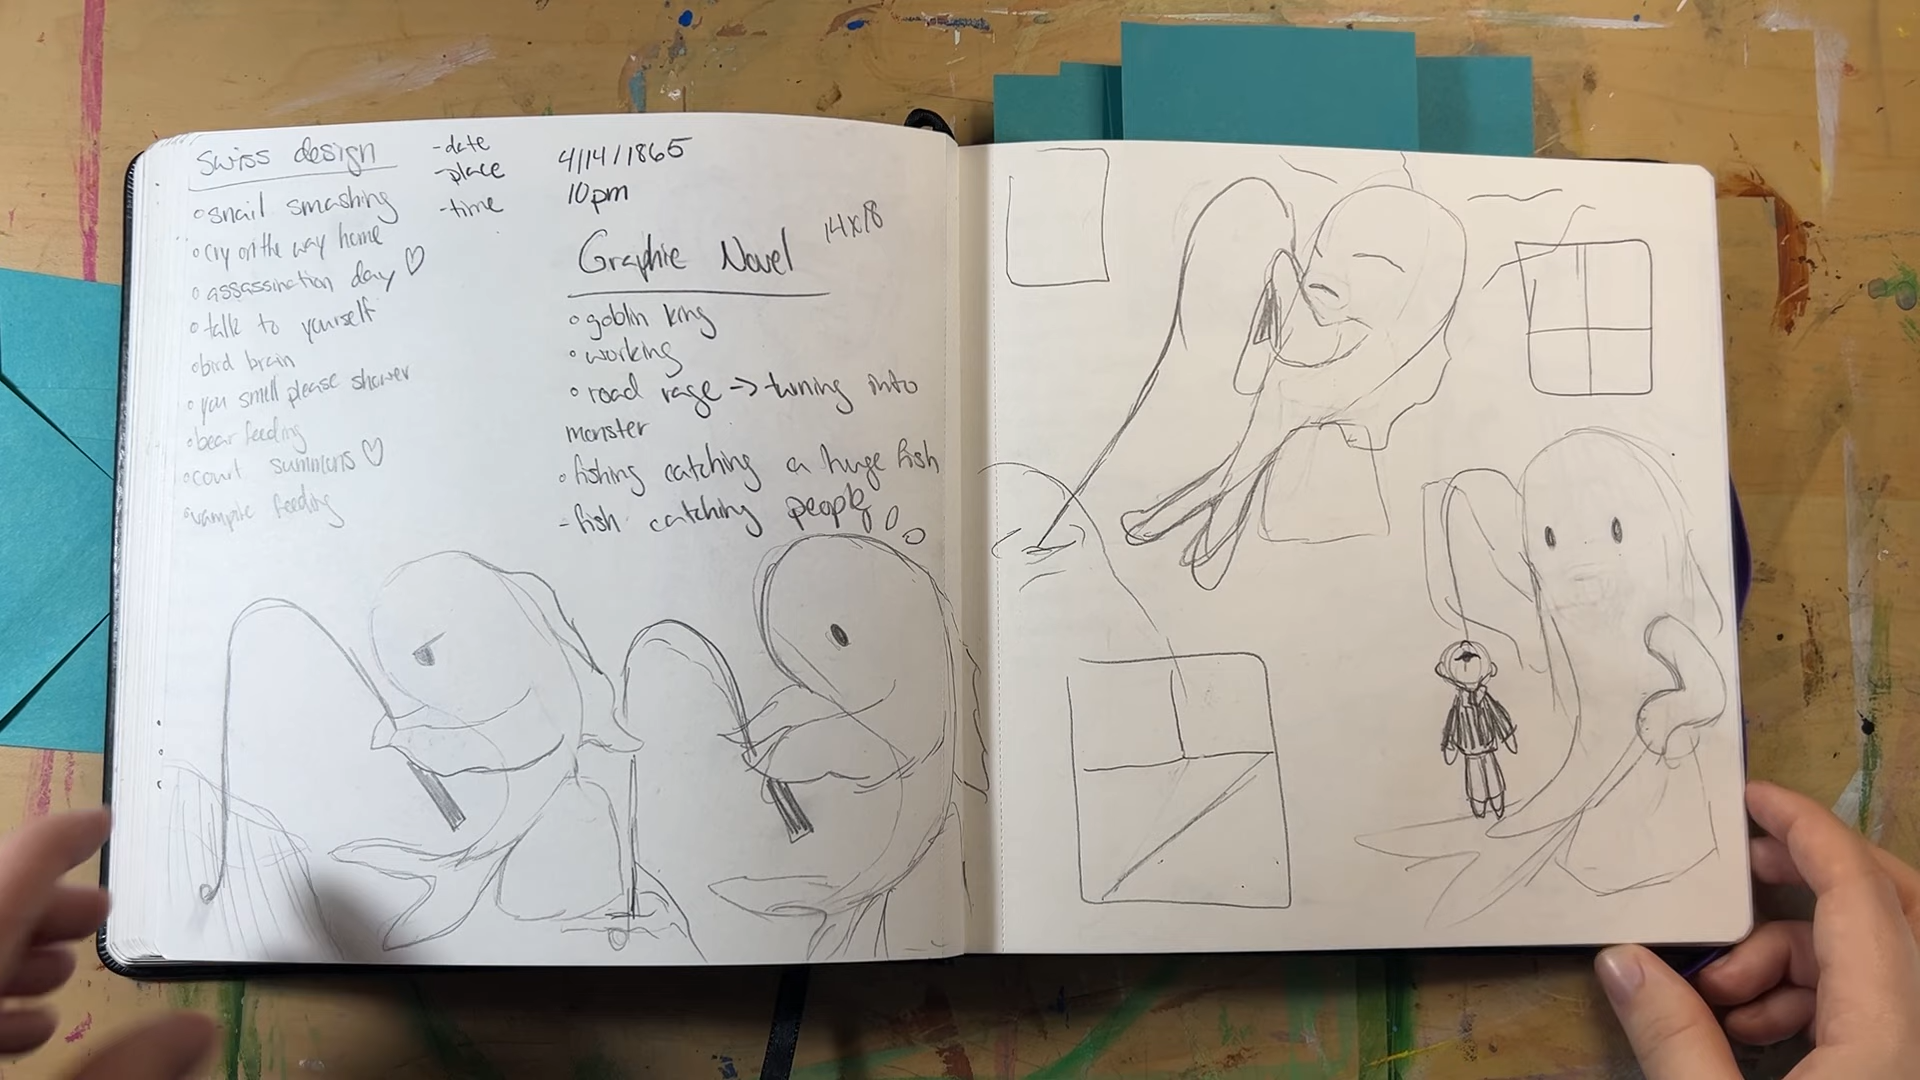 Swiss design
-date
-place
-time
4/14/1865
10pm
○ snail smashing
○ cry on the way home
○ assassination day ♡
○ talk to yourself
○ bird brain
○ you smell please shower
○ bear feeding
○ court summons ♡
○ vampire feeding
Graphic Novel
14x18
○ goblin king
○ working
○ road rage → turning into
monster
○ fishing catching a huge fish
- fish catching people